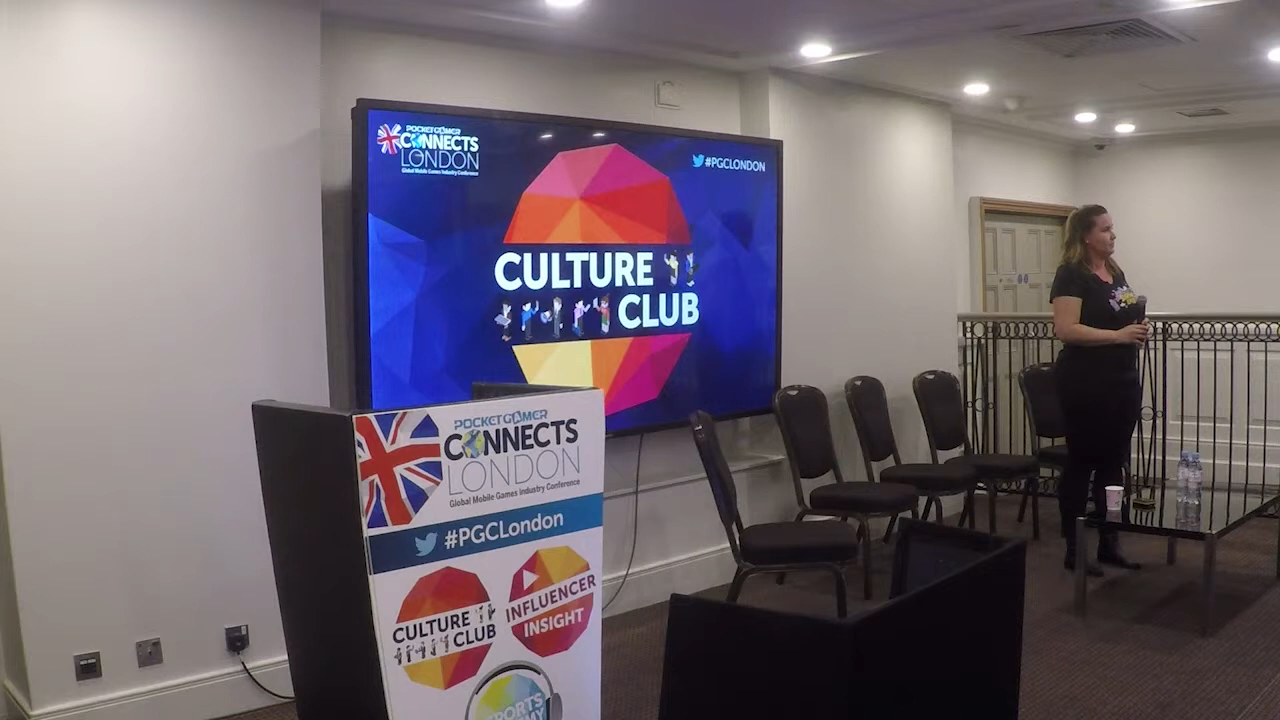 POCKET GAMER
CONNECTS
LONDON
Global Mobile Games Industry Conference
#PGCLONDON
CULTURE
CLUB
POCKET GAMER
CONNECTS
LONDON
Global Mobile Games Industry Conference
#PGCLondon
CULTURE
CLUB
INFLUENCER
INSIGHT